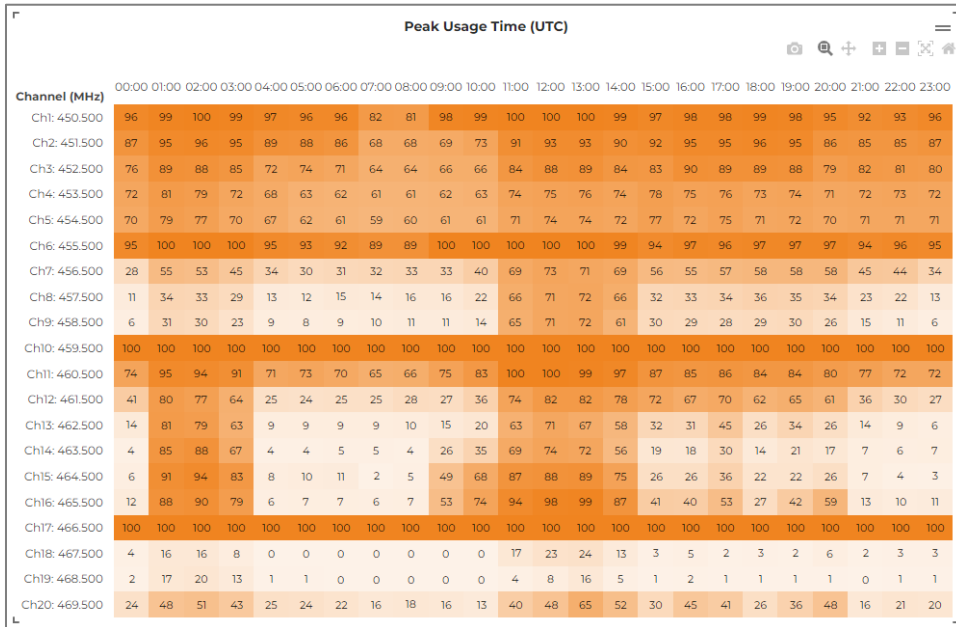 Peak Usage Time (UTC)
Channel (MHz) 00:00 01:00 02:00 03:00 04:00 05:00 06:00 07:00 08:00 09:00 10:00 11:00 12:00 13:00 14:00 15:00 16:00 17:00 18:00 19:00 20:00 21:00 22:00 23:00
Ch1: 450.500 96 99 100 99 97 96 96 82 81 98 99 100 100 100 99 97 98 98 99 98 95 92 93 96
Ch2: 451.500 87 95 96 95 89 88 86 68 68 69 73 91 93 93 90 92 95 95 96 95 86 85 85 87
Ch3: 452.500 76 89 88 85 72 74 71 64 64 66 66 84 88 89 84 83 90 89 89 88 79 82 81 80
Ch4: 453.500 72 81 79 72 68 63 62 61 61 62 63 74 75 76 74 78 75 76 73 74 71 72 73 72
Ch5: 454.500 70 79 77 70 67 62 61 59 60 61 61 71 74 74 72 77 72 75 71 72 70 71 71 71
Ch6: 455.500 95 100 100 100 95 93 92 89 89 100 100 100 100 100 99 94 97 96 97 97 97 94 96 95
Ch7: 456.500 28 55 53 45 34 30 31 32 33 33 40 69 73 71 69 56 55 57 58 58 58 45 44 34
Ch8: 457.500 11 34 33 29 13 12 15 14 16 16 22 66 71 72 66 32 33 34 36 35 34 23 22 13
Ch9: 458.500 6 31 30 23 9 8 9 10 11 11 14 65 71 72 61 30 29 28 29 30 26 15 11 6
Ch10: 459.500 100 100 100 100 100 100 100 100 100 100 100 100 100 100 100 100 100 100 100 100 100 100 100 100
Ch11: 460.500 74 95 94 91 71 73 70 65 66 75 83 100 100 99 97 87 85 86 84 84 80 77 72 72
Ch12: 461.500 41 80 77 64 25 24 25 25 28 27 36 74 82 82 78 72 67 70 62 65 61 36 30 27
Ch13: 462.500 14 81 79 63 9 9 9 9 10 15 20 63 71 67 58 32 31 45 26 34 26 14 9 6
Ch14: 463.500 4 85 88 67 4 4 5 5 4 26 35 69 74 72 56 19 18 30 14 21 17 7 6 7
Ch15: 464.500 6 91 94 83 8 10 11 2 5 49 68 87 88 89 75 26 26 36 22 22 26 7 4 3
Ch16: 465.500 12 88 90 79 6 7 7 6 7 53 74 94 98 99 87 41 40 53 27 42 59 13 10 11
Ch17: 466.500 100 100 100 100 100 100 100 100 100 100 100 100 100 100 100 100 100 100 100 100 100 100 100 100
Ch18: 467.500 4 16 16 8 0 0 0 0 0 0 0 17 23 24 13 3 5 2 3 2 6 2 3 3
Ch19: 468.500 2 17 20 13 1 1 0 0 0 0 0 4 8 16 5 1 2 1 1 1 1 0 1 1
Ch20: 469.500 24 48 51 43 25 24 22 16 18 16 13 40 48 65 52 30 45 41 26 36 48 16 21 20